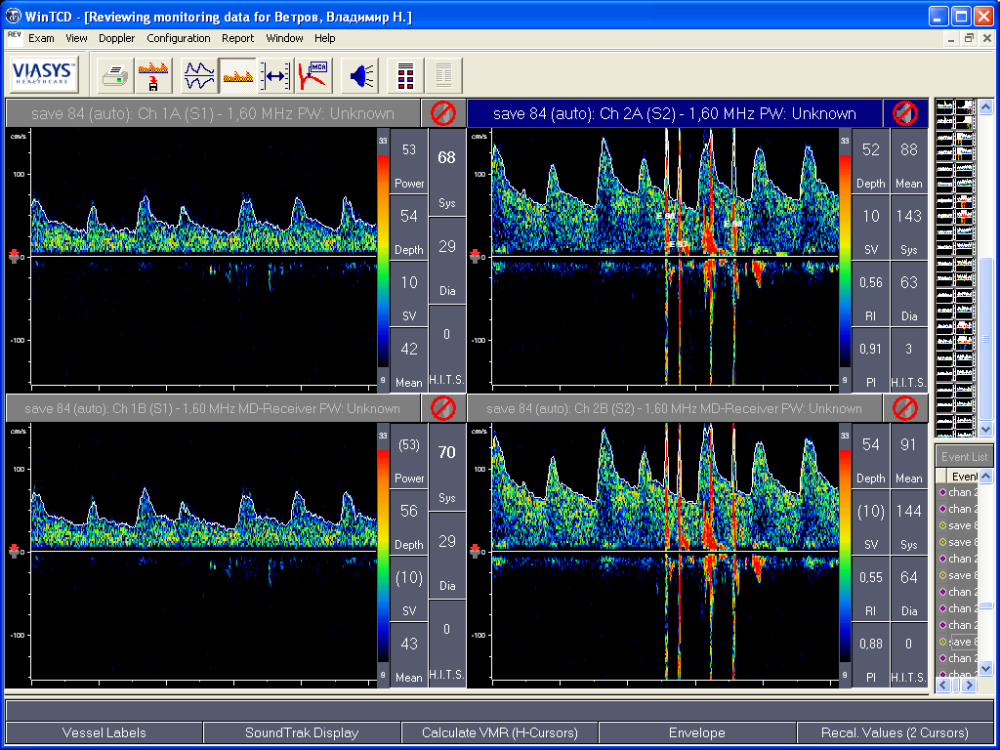 WinTCD - [Reviewing monitoring data for Ветров, Владимир Н.]
REV Exam View Doppler Configuration Report Window Help
VIASYS
HEALTHCARE
MCA
save 84 (auto): Ch 1A (S1) - 1,60 MHz PW: Unknown
cm/s
100
0
-100
33
9
53
Power
54
Depth
10
SV
42
Mean
68
Sys
29
Dia
0
H.I.T.S.
save 84 (auto): Ch 2A (S2) - 1,60 MHz PW: Unknown
cm/s
100
0
-100
33
9
52
Depth
10
SV
0,56
RI
0,91
PI
88
Mean
143
Sys
63
Dia
3
H.I.T.S.
save 84 (auto): Ch 1B (S1) - 1,60 MHz MD-Receiver PW: Unknown
cm/s
100
0
-100
33
9
(53)
Power
56
Depth
(10)
SV
43
Mean
70
Sys
29
Dia
0
H.I.T.S.
save 84 (auto): Ch 2B (S2) - 1,60 MHz MD-Receiver PW: Unknown
cm/s
100
0
-100
33
9
54
Depth
(10)
SV
0,55
RI
0,88
PI
91
Mean
144
Sys
64
Dia
0
H.I.T.S.
Event List
Event
chan 2
chan 2
save 8
save 8
chan 2
save 8
chan 2
chan 2
chan 2
save 8
chan 2
chan 2
Vessel Labels
SoundTrak Display
Calculate VMR (H-Cursors)
Envelope
Recal. Values (2 Cursors)